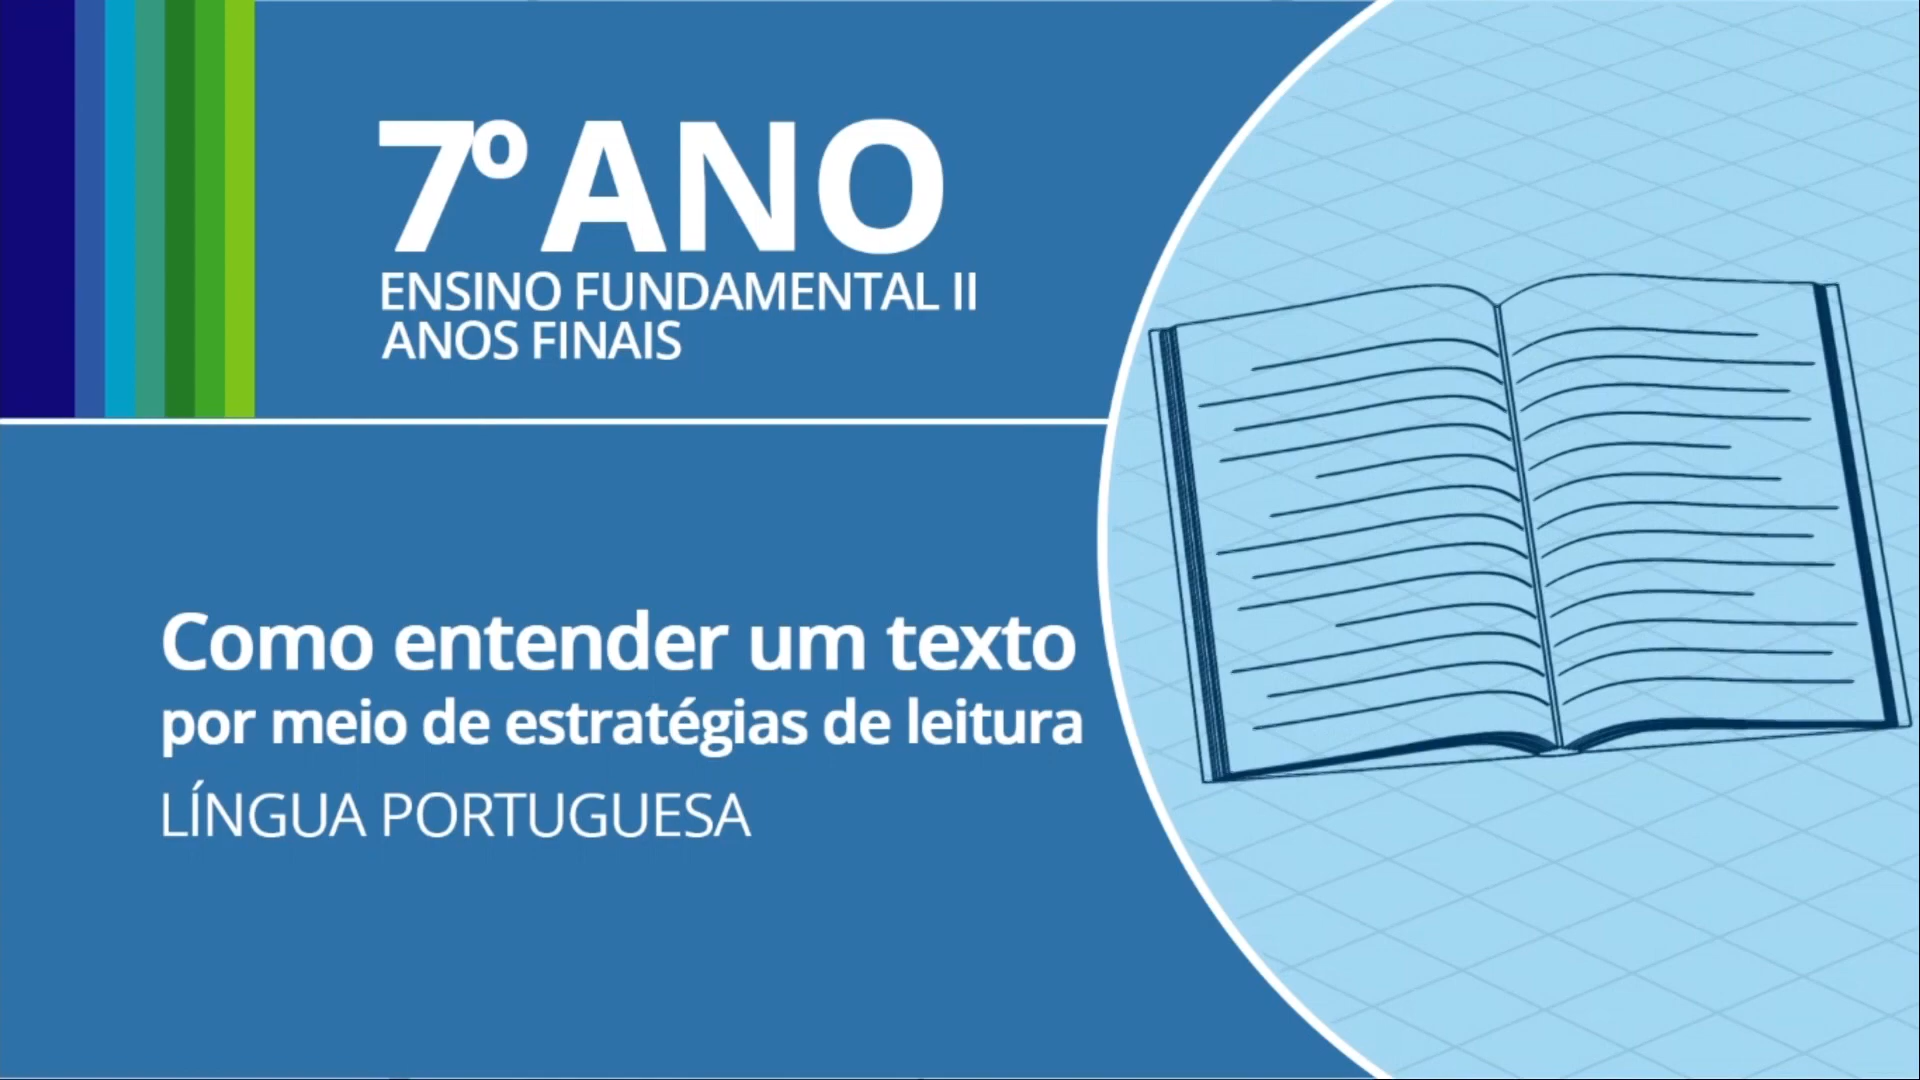 7º ANO
ENSINO FUNDAMENTAL II
ANOS FINAIS
Como entender um texto
por meio de estratégias de leitura
LÍNGUA PORTUGUESA